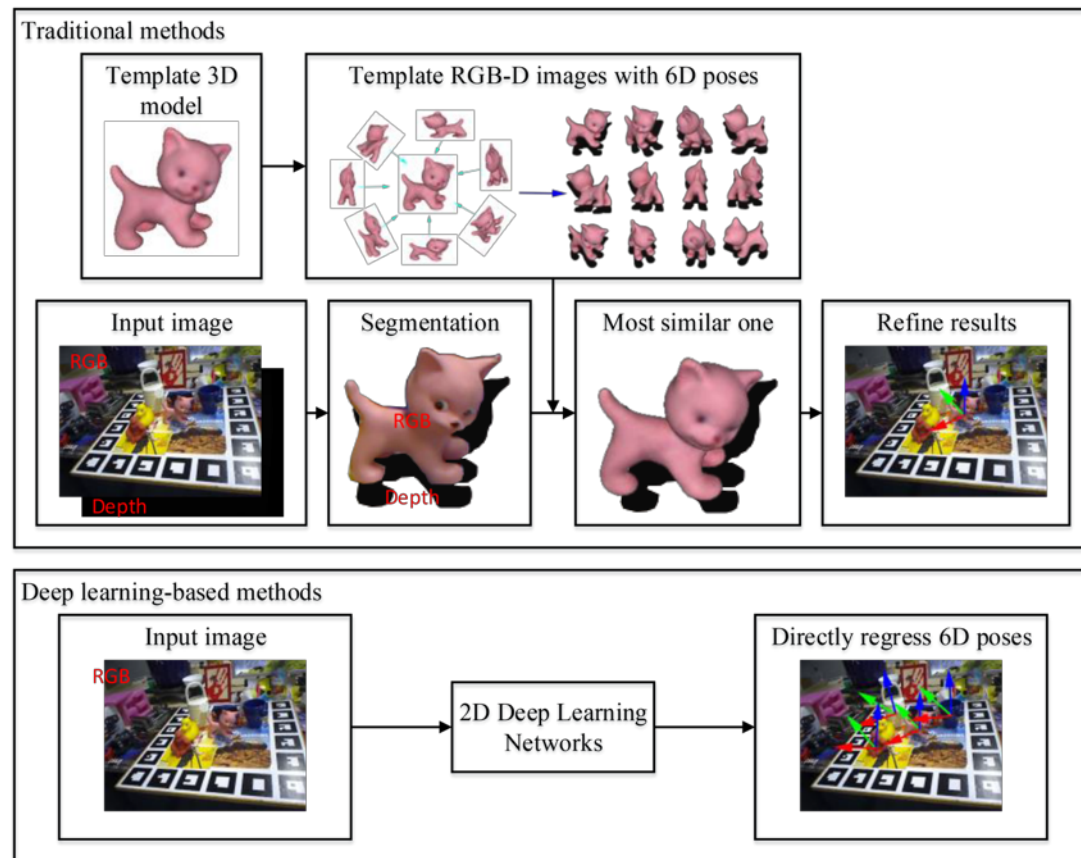 Traditional methods
Template 3D
model
Template RGB-D images with 6D poses
Input image
RGB
Depth
Segmentation
RGB
Depth
Most similar one
Refine results
Deep learning-based methods
Input image
RGB
2D Deep Learning
Networks
Directly regress 6D poses